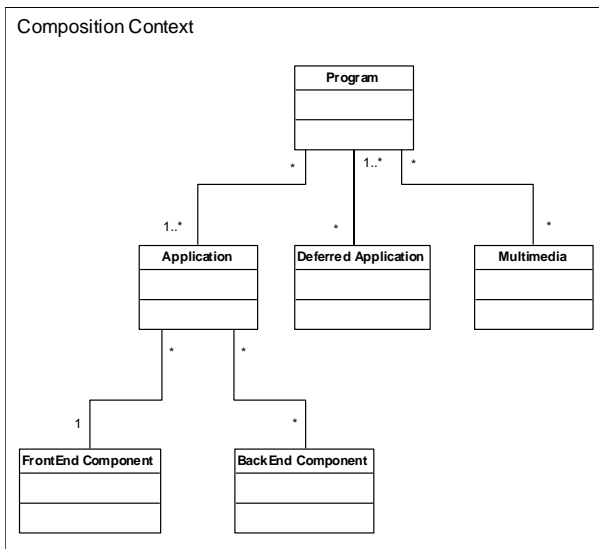 Composition Context
Program
* 1..* *
1..* * *
Application Deferred Application Multimedia
* *
1 *
FrontEnd Component BackEnd Component